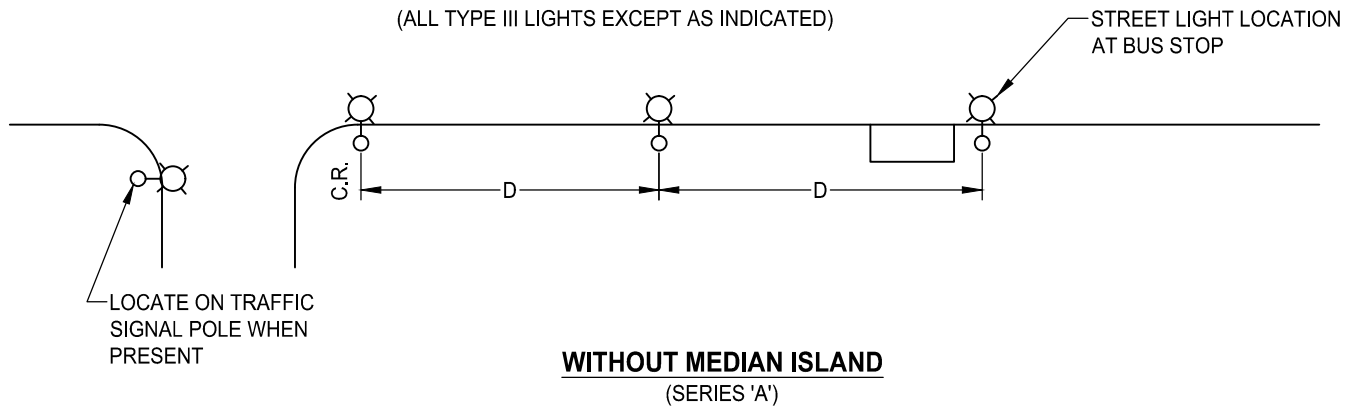 (ALL TYPE III LIGHTS EXCEPT AS INDICATED)
STREET LIGHT LOCATION
AT BUS STOP
C.R.
D
D
LOCATE ON TRAFFIC
SIGNAL POLE WHEN
PRESENT
WITHOUT MEDIAN ISLAND
(SERIES 'A')